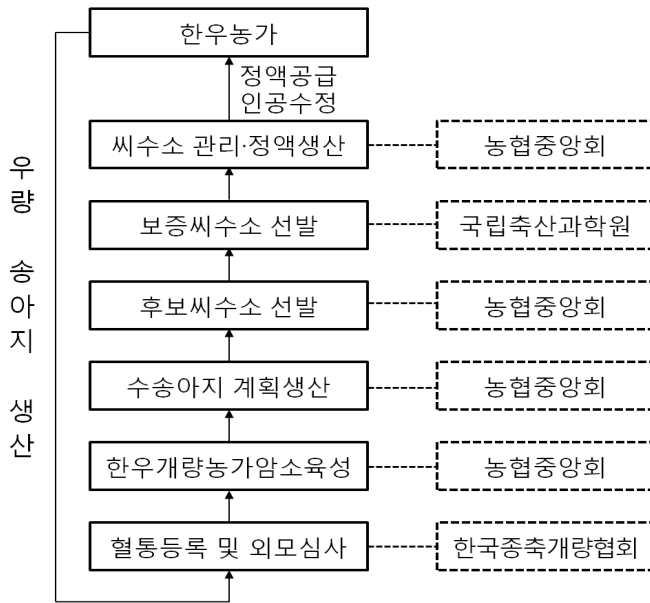 한우농가
정액공급
인공수정
씨수소 관리·정액생산
농협중앙회
보증씨수소 선발
국립축산과학원
후보씨수소 선발
농협중앙회
수송아지 계획생산
농협중앙회
한우개량농가암소육성
농협중앙회
혈통등록 및 외모심사
한국종축개량협회
우량 송아지 생산